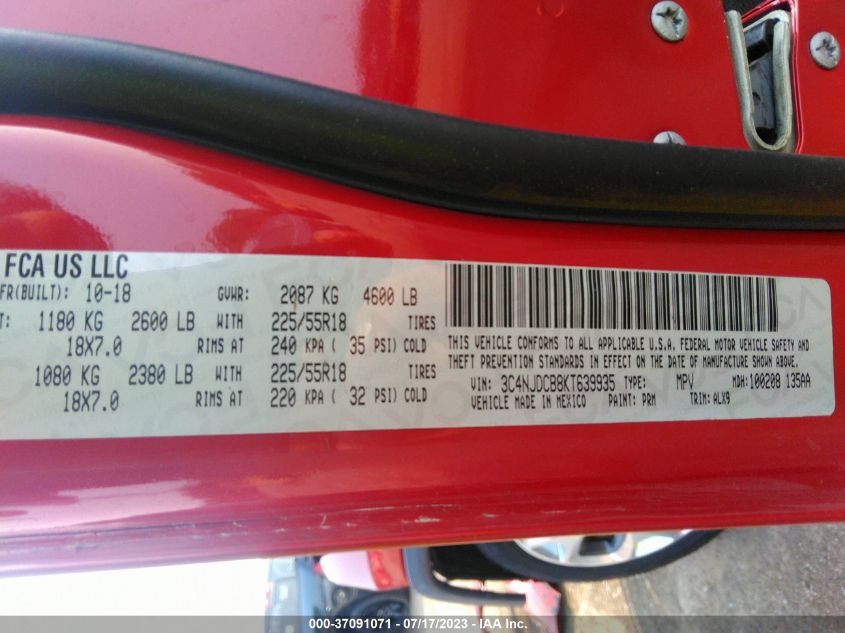 FCA US LLC
FR(BUILT): 10-18 GVWR: 2087 KG 4600 LB
T: 1180 KG 2600 LB WITH 225/55R18 TIRES
18X7.0 RIMS AT 240 KPA ( 35 PSI) COLD
1080 KG 2380 LB WITH 225/55R18 TIRES
18X7.0 RIMS AT 220 KPA ( 32 PSI) COLD
THIS VEHICLE CONFORMS TO ALL APPLICABLE U.S.A. FEDERAL MOTOR VEHICLE SAFETY AND
THEFT PREVENTION STANDARDS IN EFFECT ON THE DATE OF MANUFACTURE SHOWN ABOVE.
VIN: 3C4NJDCB8KT639935 TYPE: MPV MDH: 100208 135AA
VEHICLE MADE IN MEXICO PAINT: PRM TRIM: ALX9
000-37091071 - 07/17/2023 - IAA Inc.